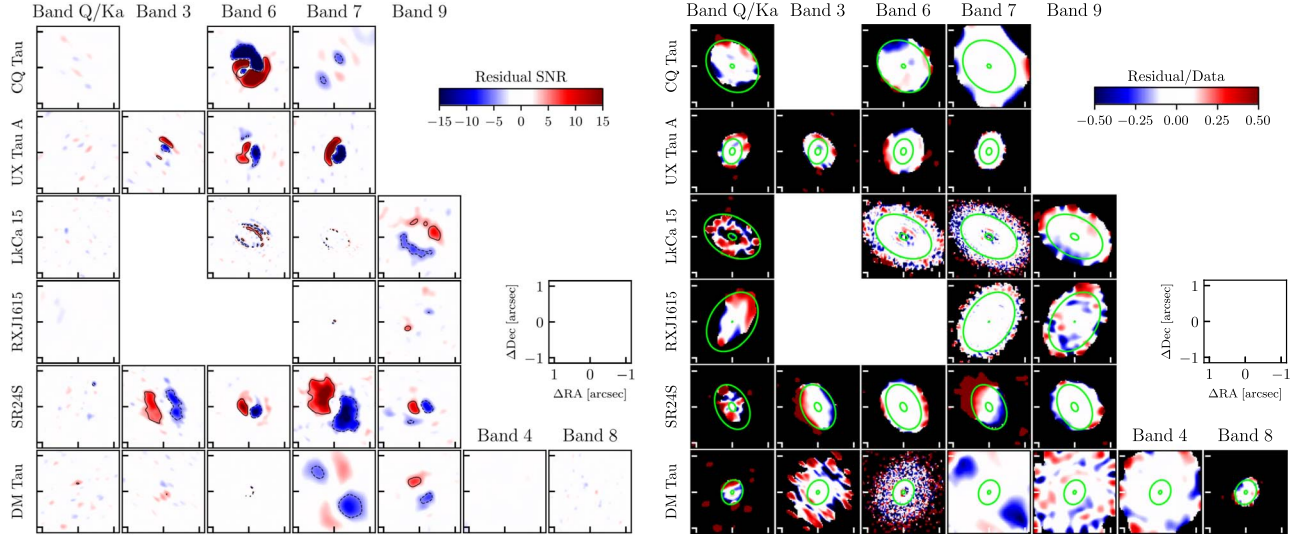 Band Q/Ka Band 3 Band 6 Band 7 Band 9
CQ Tau
UX Tau A
LkCa 15
RXJ1615
SR24S
DM Tau
Residual SNR
−15 −10 −5 0 5 10 15
1
0
−1
ΔDec [arcsec]
1 0 −1
ΔRA [arcsec]
Band 4 Band 8
Band Q/Ka Band 3 Band 6 Band 7 Band 9
CQ Tau
UX Tau A
LkCa 15
RXJ1615
SR24S
DM Tau
Residual/Data
−0.50 −0.25 0.00 0.25 0.50
1
0
−1
ΔDec [arcsec]
1 0 −1
ΔRA [arcsec]
Band 4 Band 8